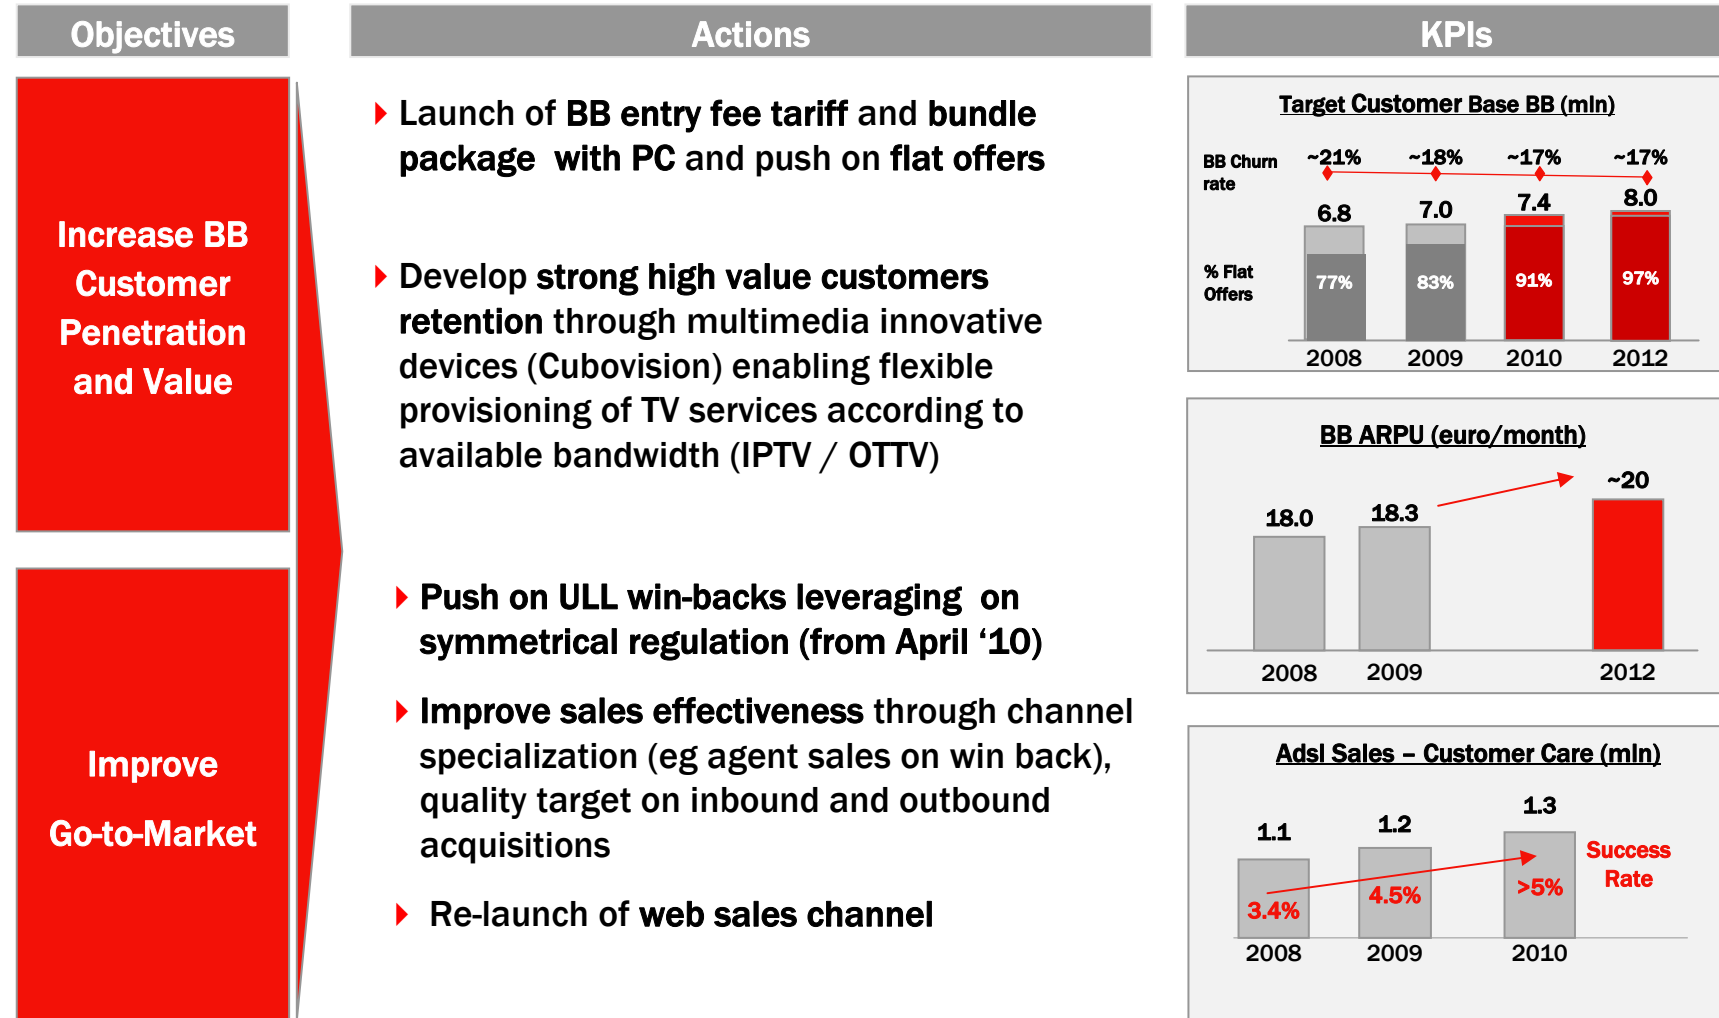 Objectives
Actions
KPIs
Increase BB
Customer
Penetration
and Value
Improve
Go-to-Market
Launch of BB entry fee tariff and bundle
package with PC and push on flat offers
Develop strong high value customers
retention through multimedia innovative
devices (Cubovision) enabling flexible
provisioning of TV services according to
available bandwidth (IPTV / OTTV)
Push on ULL win-backs leveraging on
symmetrical regulation (from April ‘10)
Improve sales effectiveness through channel
specialization (eg agent sales on win back),
quality target on inbound and outbound
acquisitions
Re-launch of web sales channel
Target Customer Base BB (mln)
BB Churn
rate
~21% ~18% ~17% ~17%
6.8 7.0 7.4 8.0
% Flat
Offers
77% 83% 91% 97%
2008 2009 2010 2012
BB ARPU (euro/month)
18.0 18.3 ~20
2008 2009 2012
Adsl Sales – Customer Care (mln)
1.1 1.2 1.3
Success
Rate
3.4% 4.5% >5%
2008 2009 2010